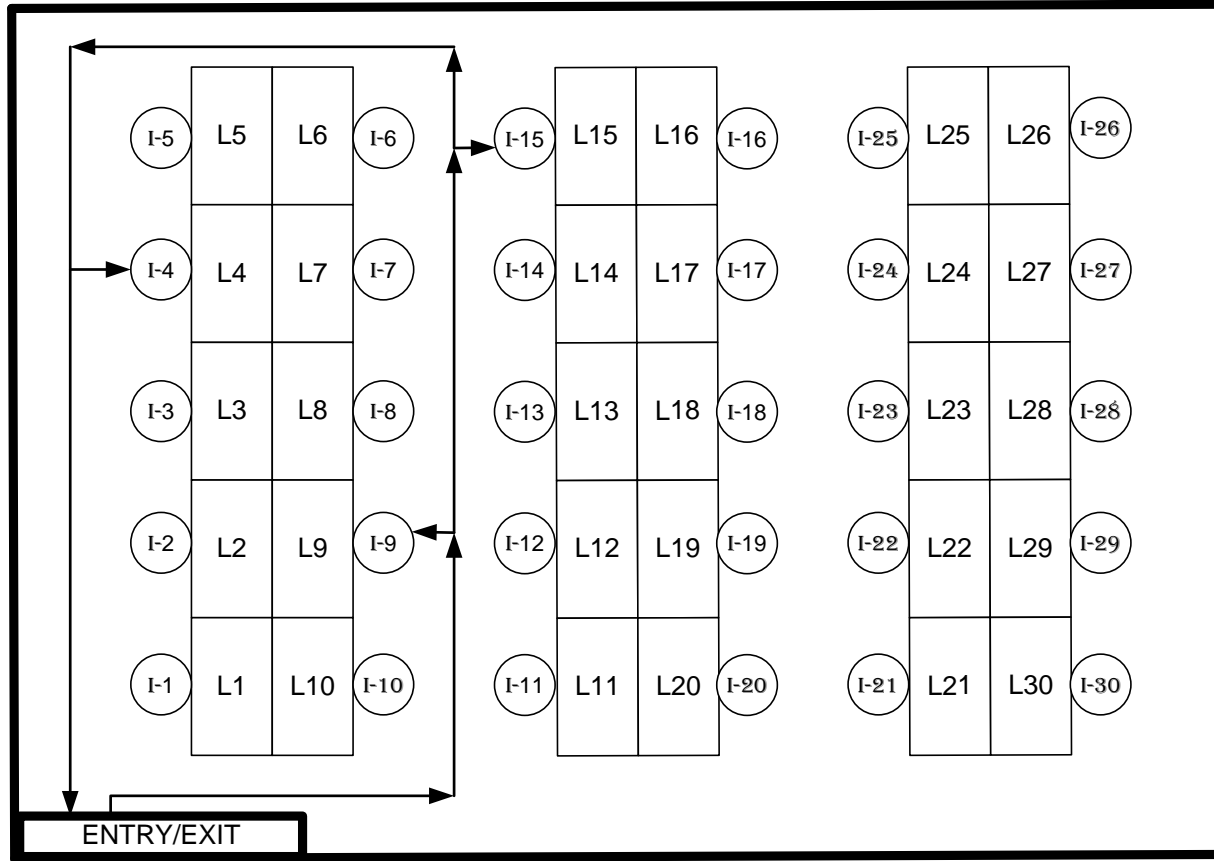 I-5 L5 L6 I-6 I-15 L15 L16 I-16 I-25 L25 L26 I-26
I-4 L4 L7 I-7 I-14 L14 L17 I-17 I-24 L24 L27 I-27
I-3 L3 L8 I-8 I-13 L13 L18 I-18 I-23 L23 L28 I-28
I-2 L2 L9 I-9 I-12 L12 L19 I-19 I-22 L22 L29 I-29
I-1 L1 L10 I-10 I-11 L11 L20 I-20 I-21 L21 L30 I-30
ENTRY/EXIT